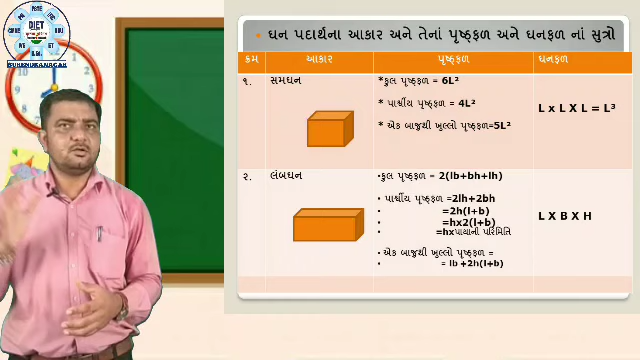 DIET
SURENDRANAGAR
• ઘન પદાર્થના આકાર અને તેનાં પૃષ્ઠફળ અને ઘનફળ નાં સુત્રો
ક્રમ આકાર પૃષ્ઠફળ ઘનફળ
૧. સમઘન
*કુલ પૃષ્ઠફળ = 6L²
* પાર્શ્વીય પૃષ્ઠફળ = 4L²
* એક બાજુથી ખુલ્લો પૃષ્ઠફળ=5L²
L x L X L = L³
૨. લંબઘન
•કુલ પૃષ્ઠફળ = 2(lb+bh+lh)
• પાર્શ્વીય પૃષ્ઠફળ=2lh+2bh
• =2h(l+b)
• =hx2(l+b)
• =hxપાયાની પરિમિતિ
•એક બાજુથી ખુલ્લો પૃષ્ઠફળ =
• = lb +2h(l+b)
L X B X H